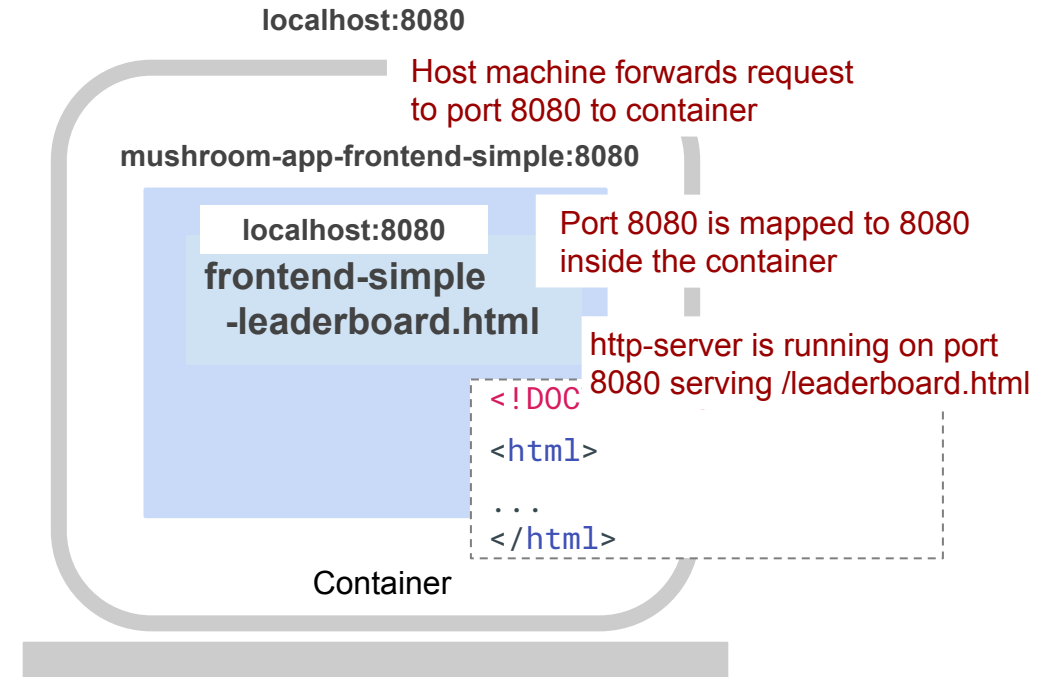 localhost:8080
Host machine forwards request
to port 8080 to container
mushroom-app-frontend-simple:8080
localhost:8080
Port 8080 is mapped to 8080
inside the container
frontend-simple
-leaderboard.html
http-server is running on port
8080 serving /leaderboard.html
<!DOC
<html>
...
</html>
Container